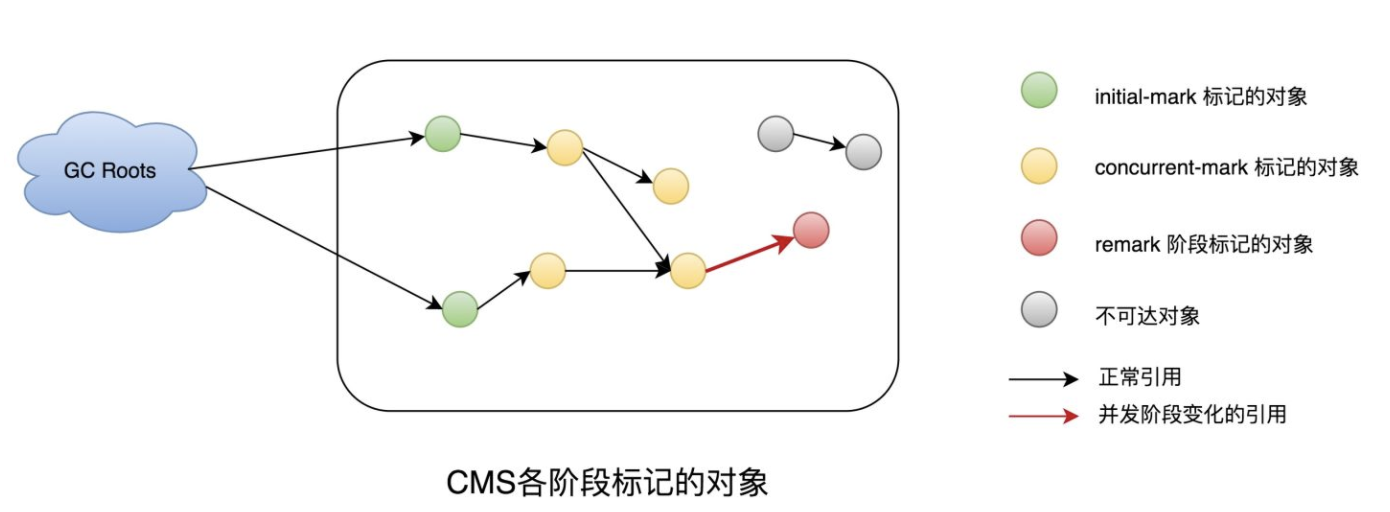 GC Roots
initial-mark 标记的对象
concurrent-mark 标记的对象
remark 阶段标记的对象
不可达对象
正常引用
并发阶段变化的引用
CMS各阶段标记的对象